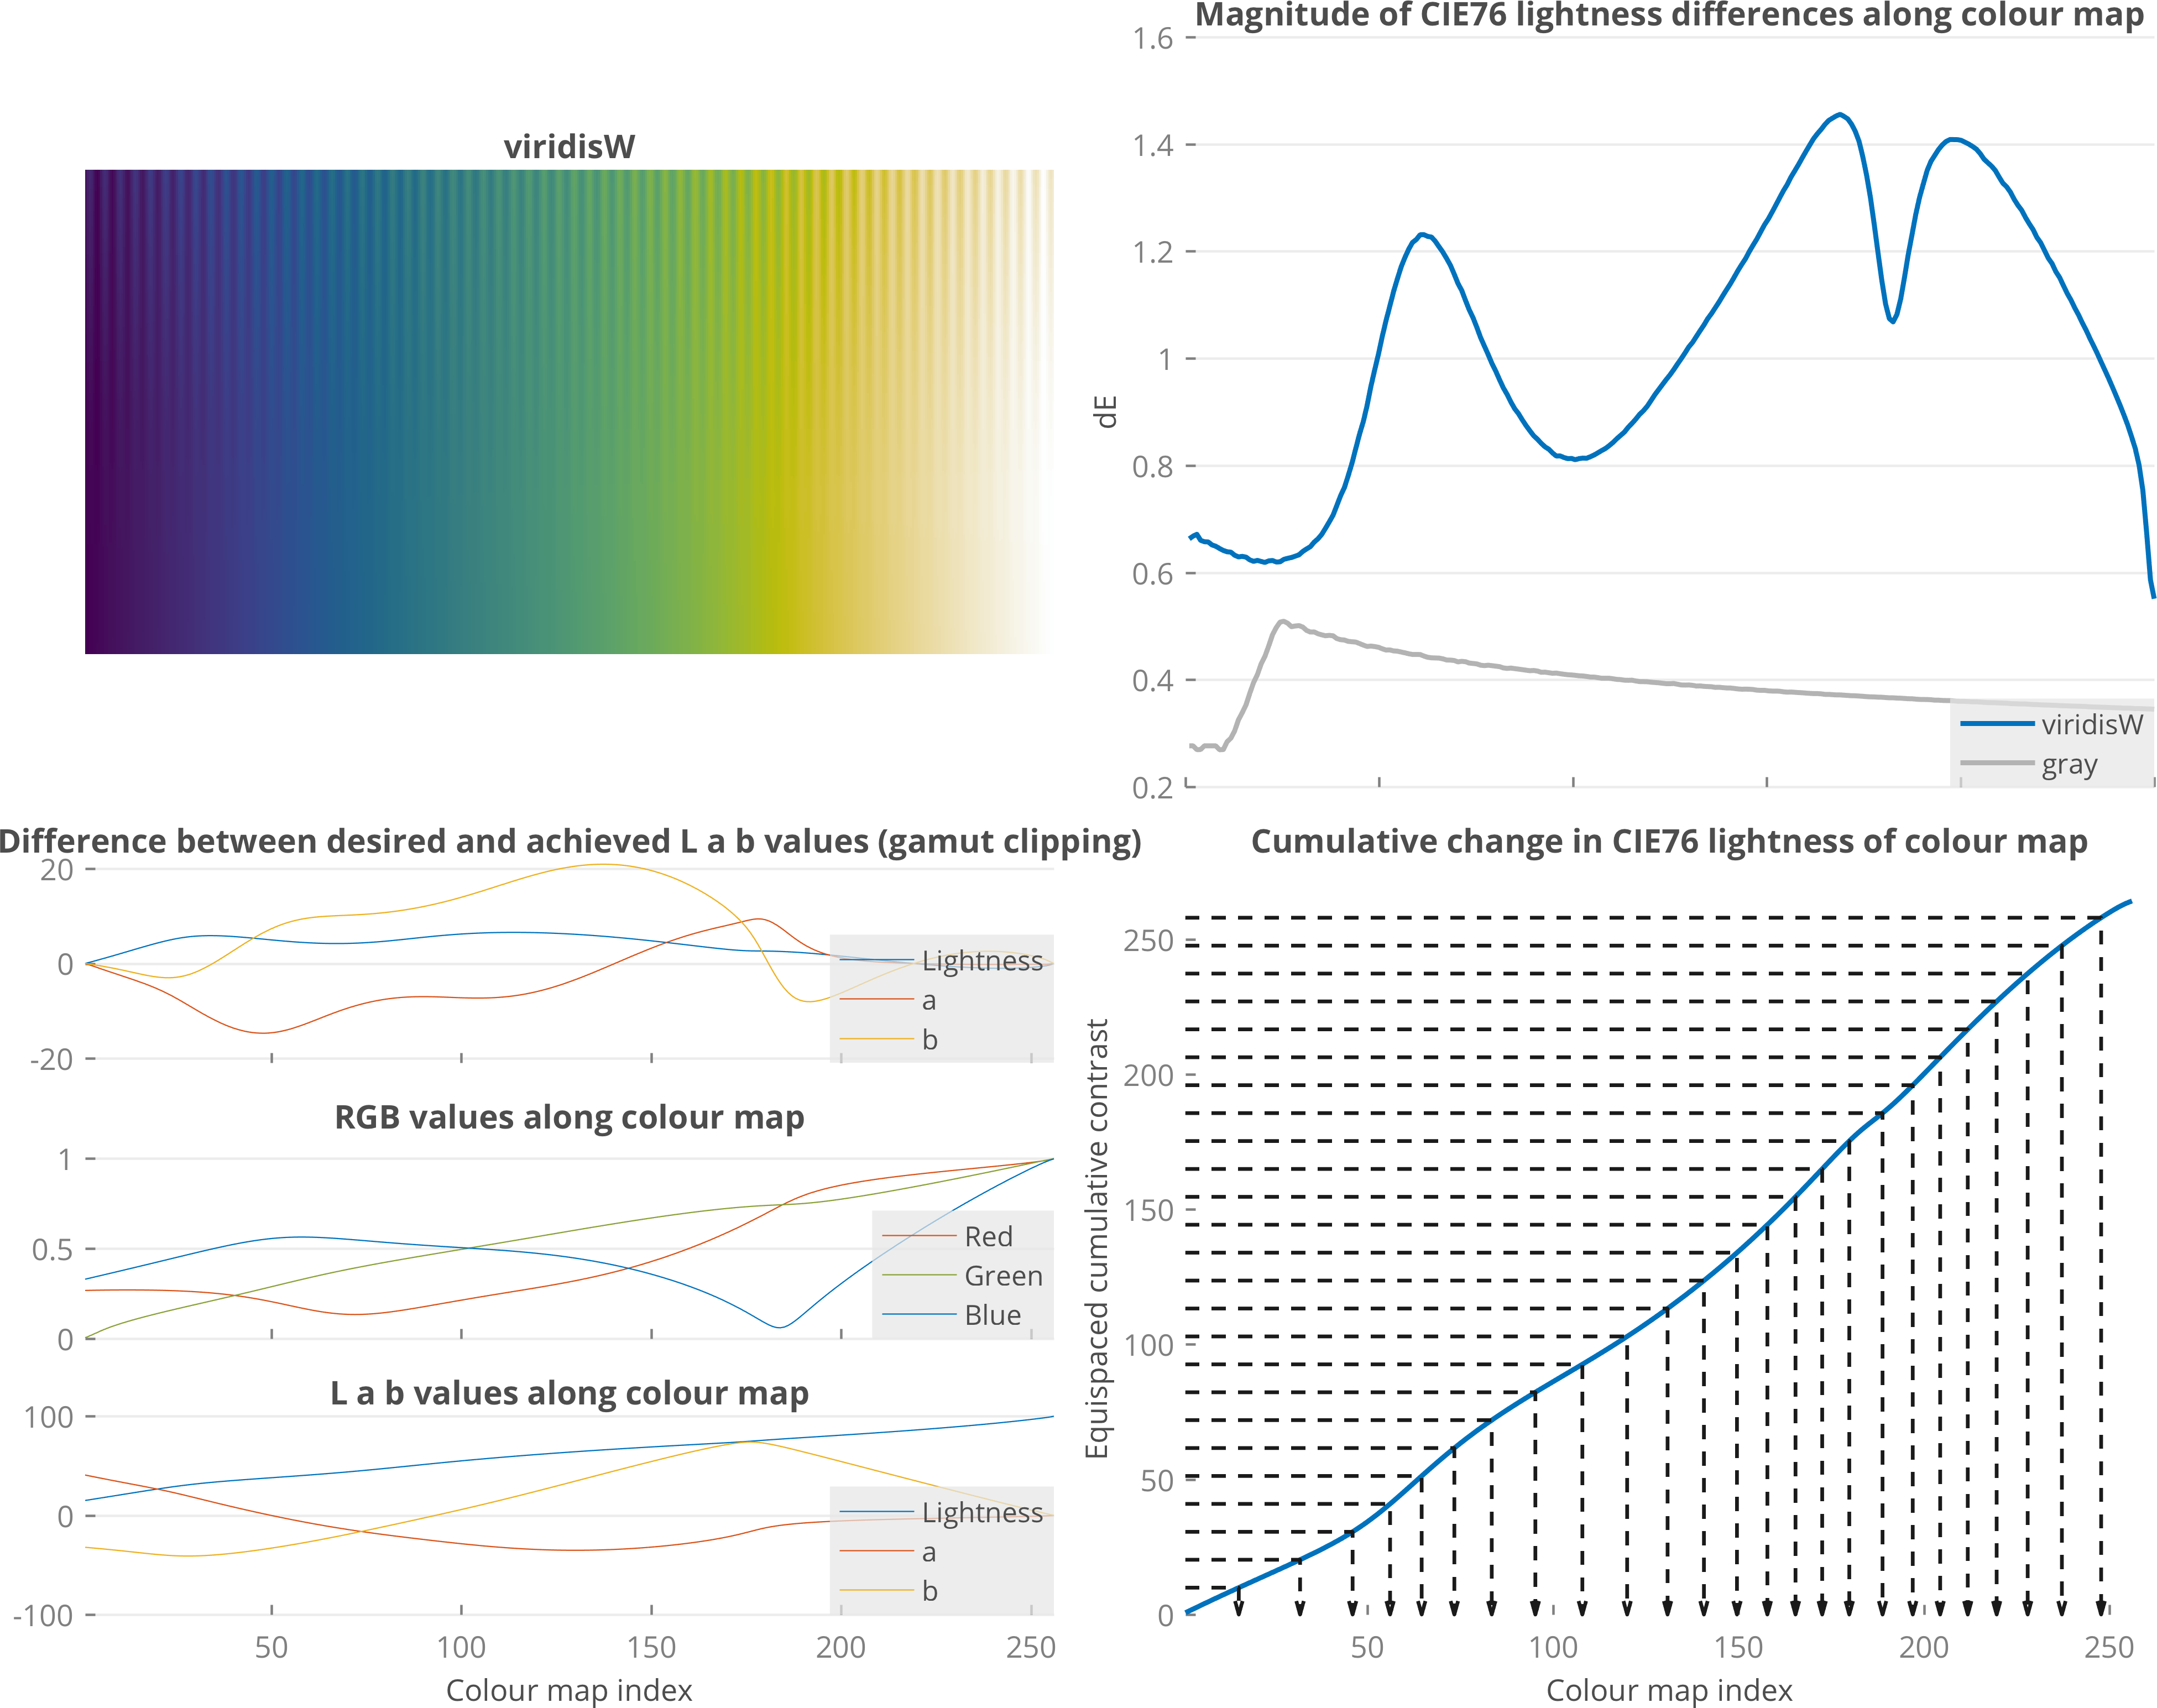 Magnitude of CIE76 lightness differences along colour map
1.6
1.4
1.2
1
0.8
0.6
0.4
0.2
dE
viridisW
gray
viridisW
Difference between desired and achieved L a b values (gamut clipping)
20
0
-20
Lightness
a
b
RGB values along colour map
1
0.5
0
Red
Green
Blue
L a b values along colour map
100
0
-100
Lightness
a
b
50 100 150 200 250
Colour map index
Cumulative change in CIE76 lightness of colour map
250
200
150
100
50
0
Equispaced cumulative contrast
50 100 150 200 250
Colour map index